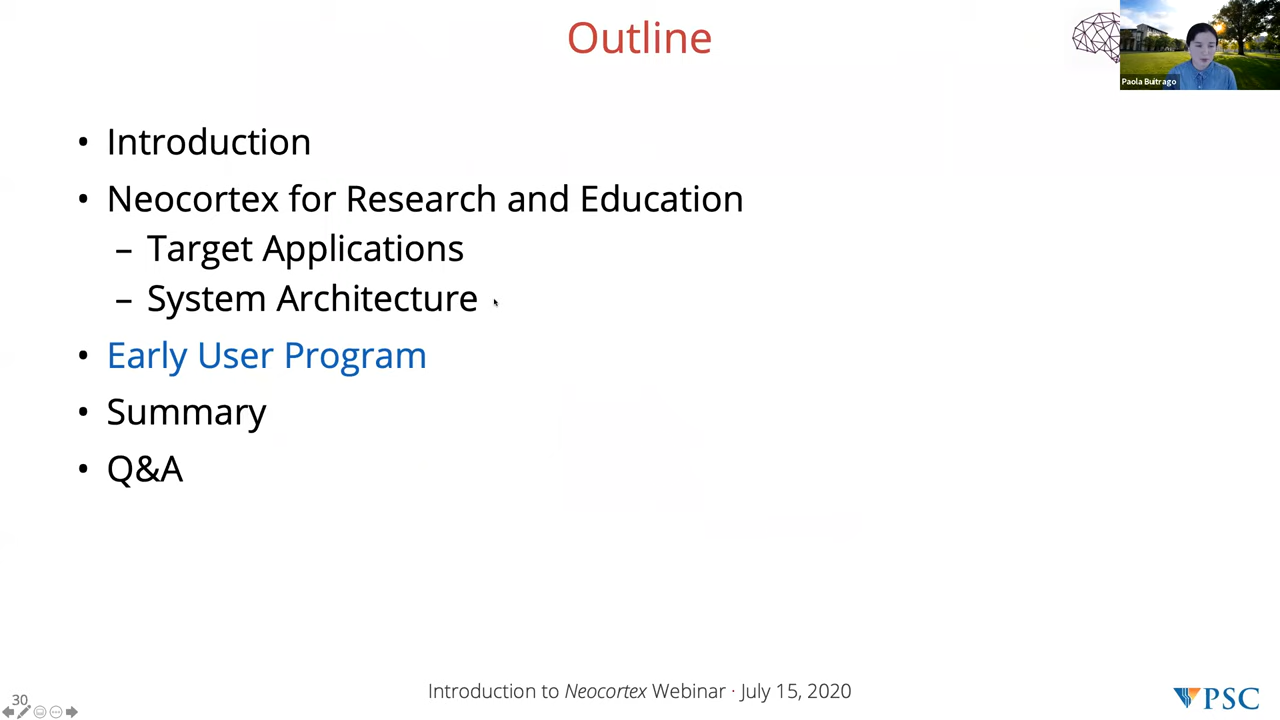 Outline
Paola Buitrago
• Introduction
• Neocortex for Research and Education
– Target Applications
– System Architecture
• Early User Program
• Summary
• Q&A
Introduction to Neocortex Webinar · July 15, 2020
30
PSC